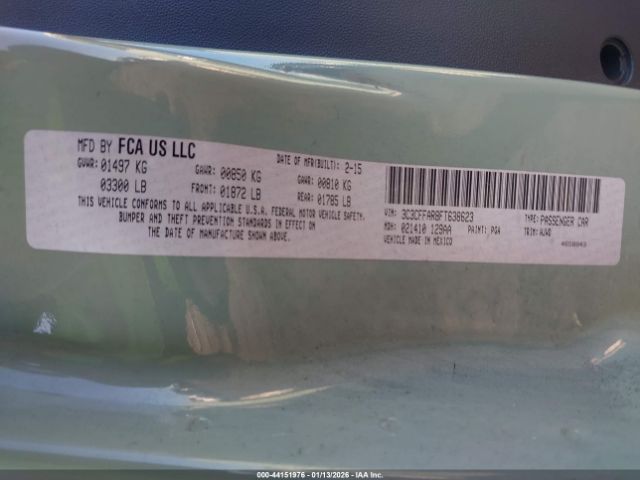 MFD BY FCA US LLC
DATE OF MFR(BUILT): 2-15
GVWR: 01497 KG
GAWR: 00850 KG
GAWR: 00810 KG
03300 LB
FRONT: 01872 LB
REAR: 01785 LB
THIS VEHICLE CONFORMS TO ALL APPLICABLE U.S.A. FEDERAL MOTOR VEHICLE SAFETY,
BUMPER AND THEFT PREVENTION STANDARDS IN EFFECT ON
THE DATE OF MANUFACTURE SHOWN ABOVE.
VIN: 3C3CFFAR8FT638623
TYPE: PASSENGER CAR
MDH: 021410 129AA
PAINT: PGA
TRIM:
VEHICLE MADE IN MEXICO
000-44151976 | 01/13/2026 - Copyright © IAA, Inc.